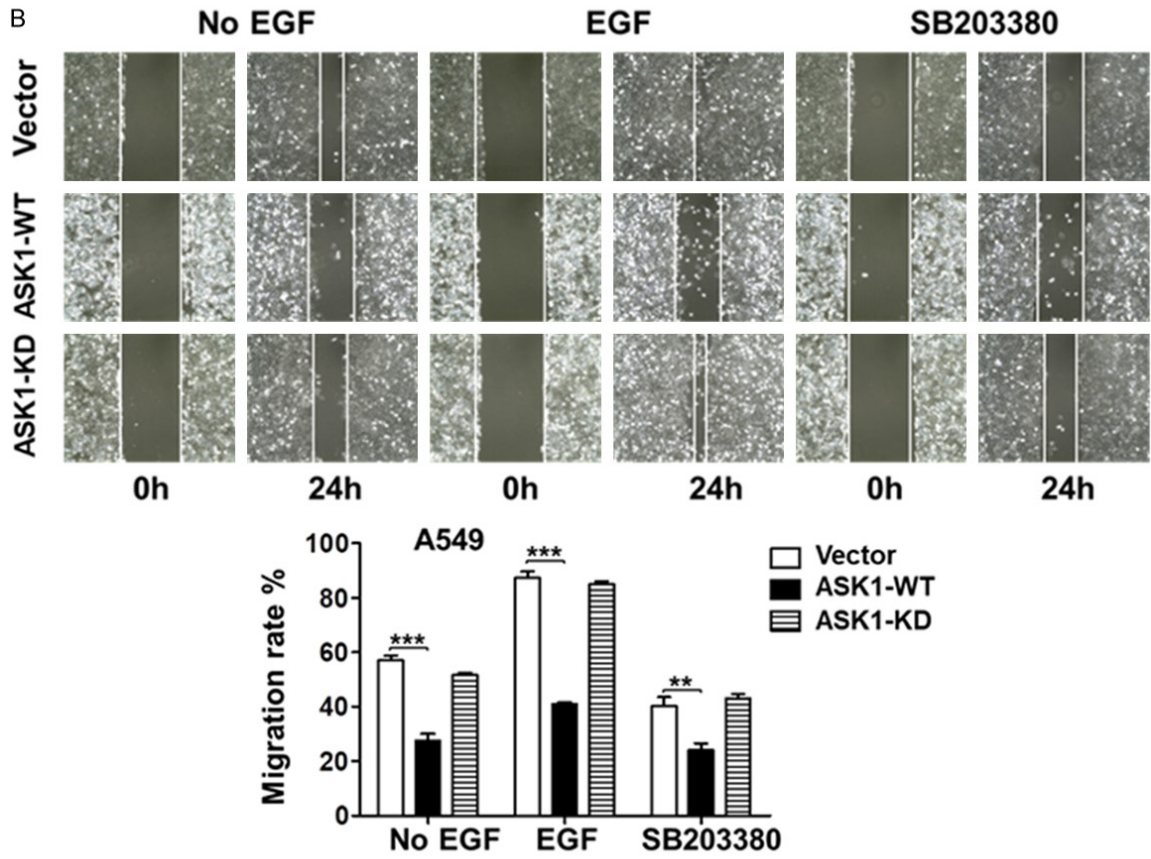 B
No EGF EGF SB203380
Vector
ASK1-WT
ASK1-KD
0h 24h 0h 24h 0h 24h
A549
Migration rate %
100
80
60
40
20
0
***
***
**
No EGF EGF SB203380
Vector
ASK1-WT
ASK1-KD